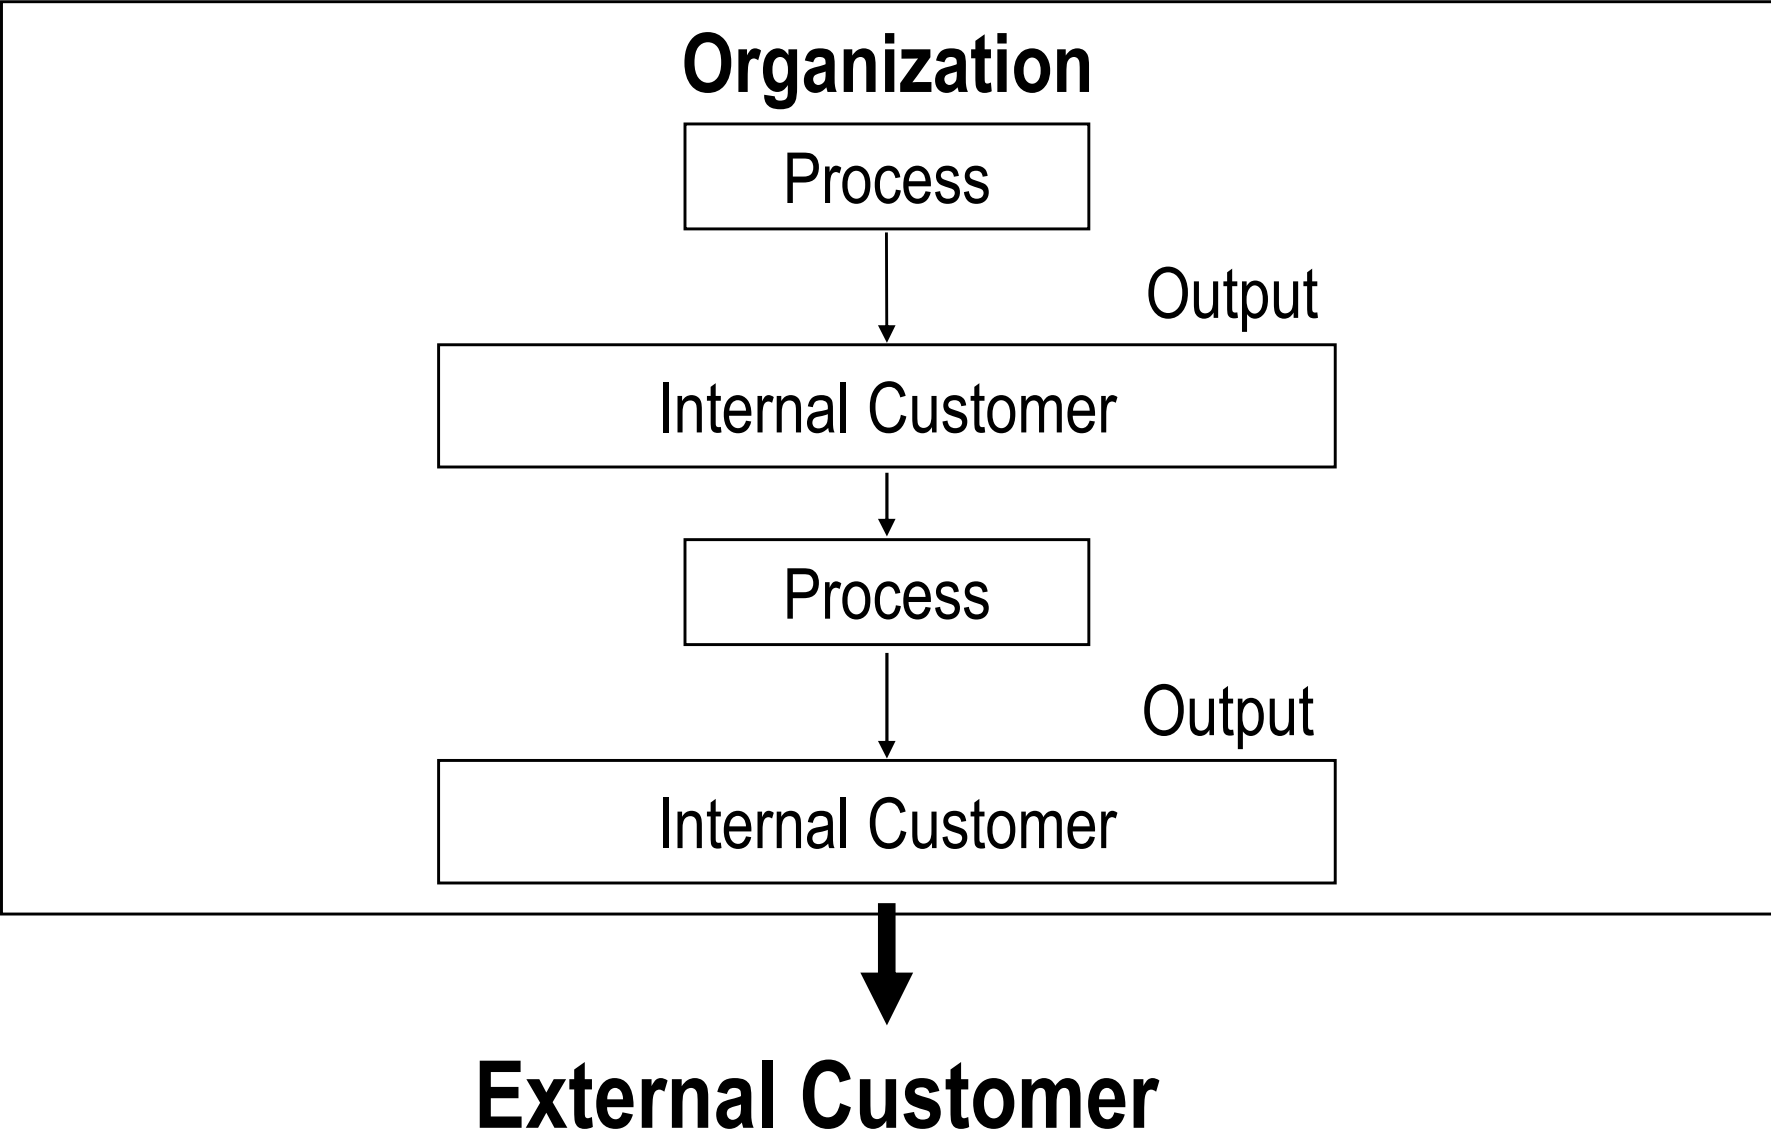 Organization
Process
Output
Internal Customer
Process
Output
Internal Customer
External Customer